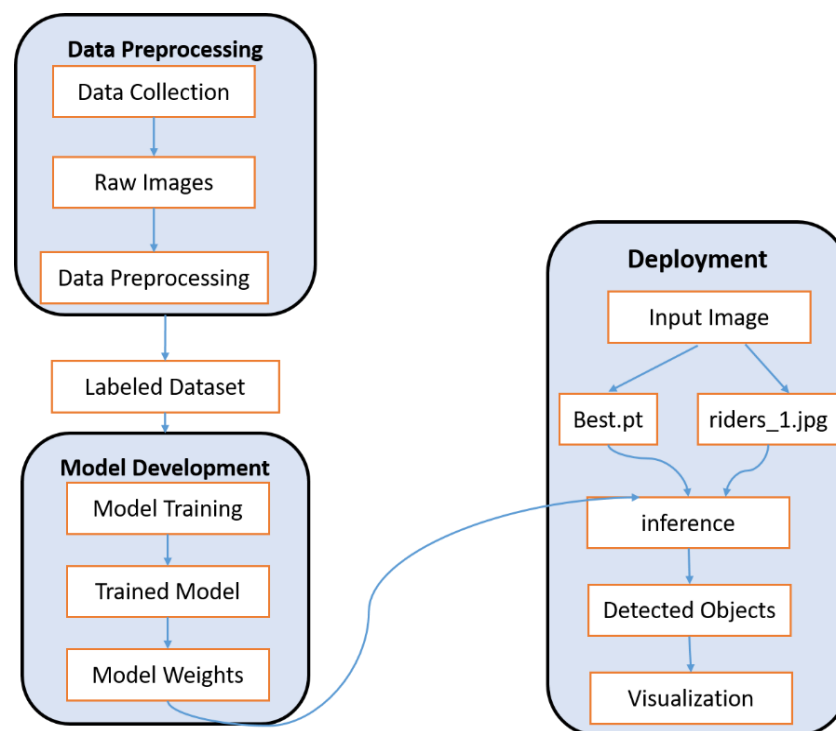 Data Preprocessing
Data Collection
Raw Images
Data Preprocessing
Labeled Dataset
Model Development
Model Training
Trained Model
Model Weights
Deployment
Input Image
Best.pt
riders_1.jpg
inference
Detected Objects
Visualization